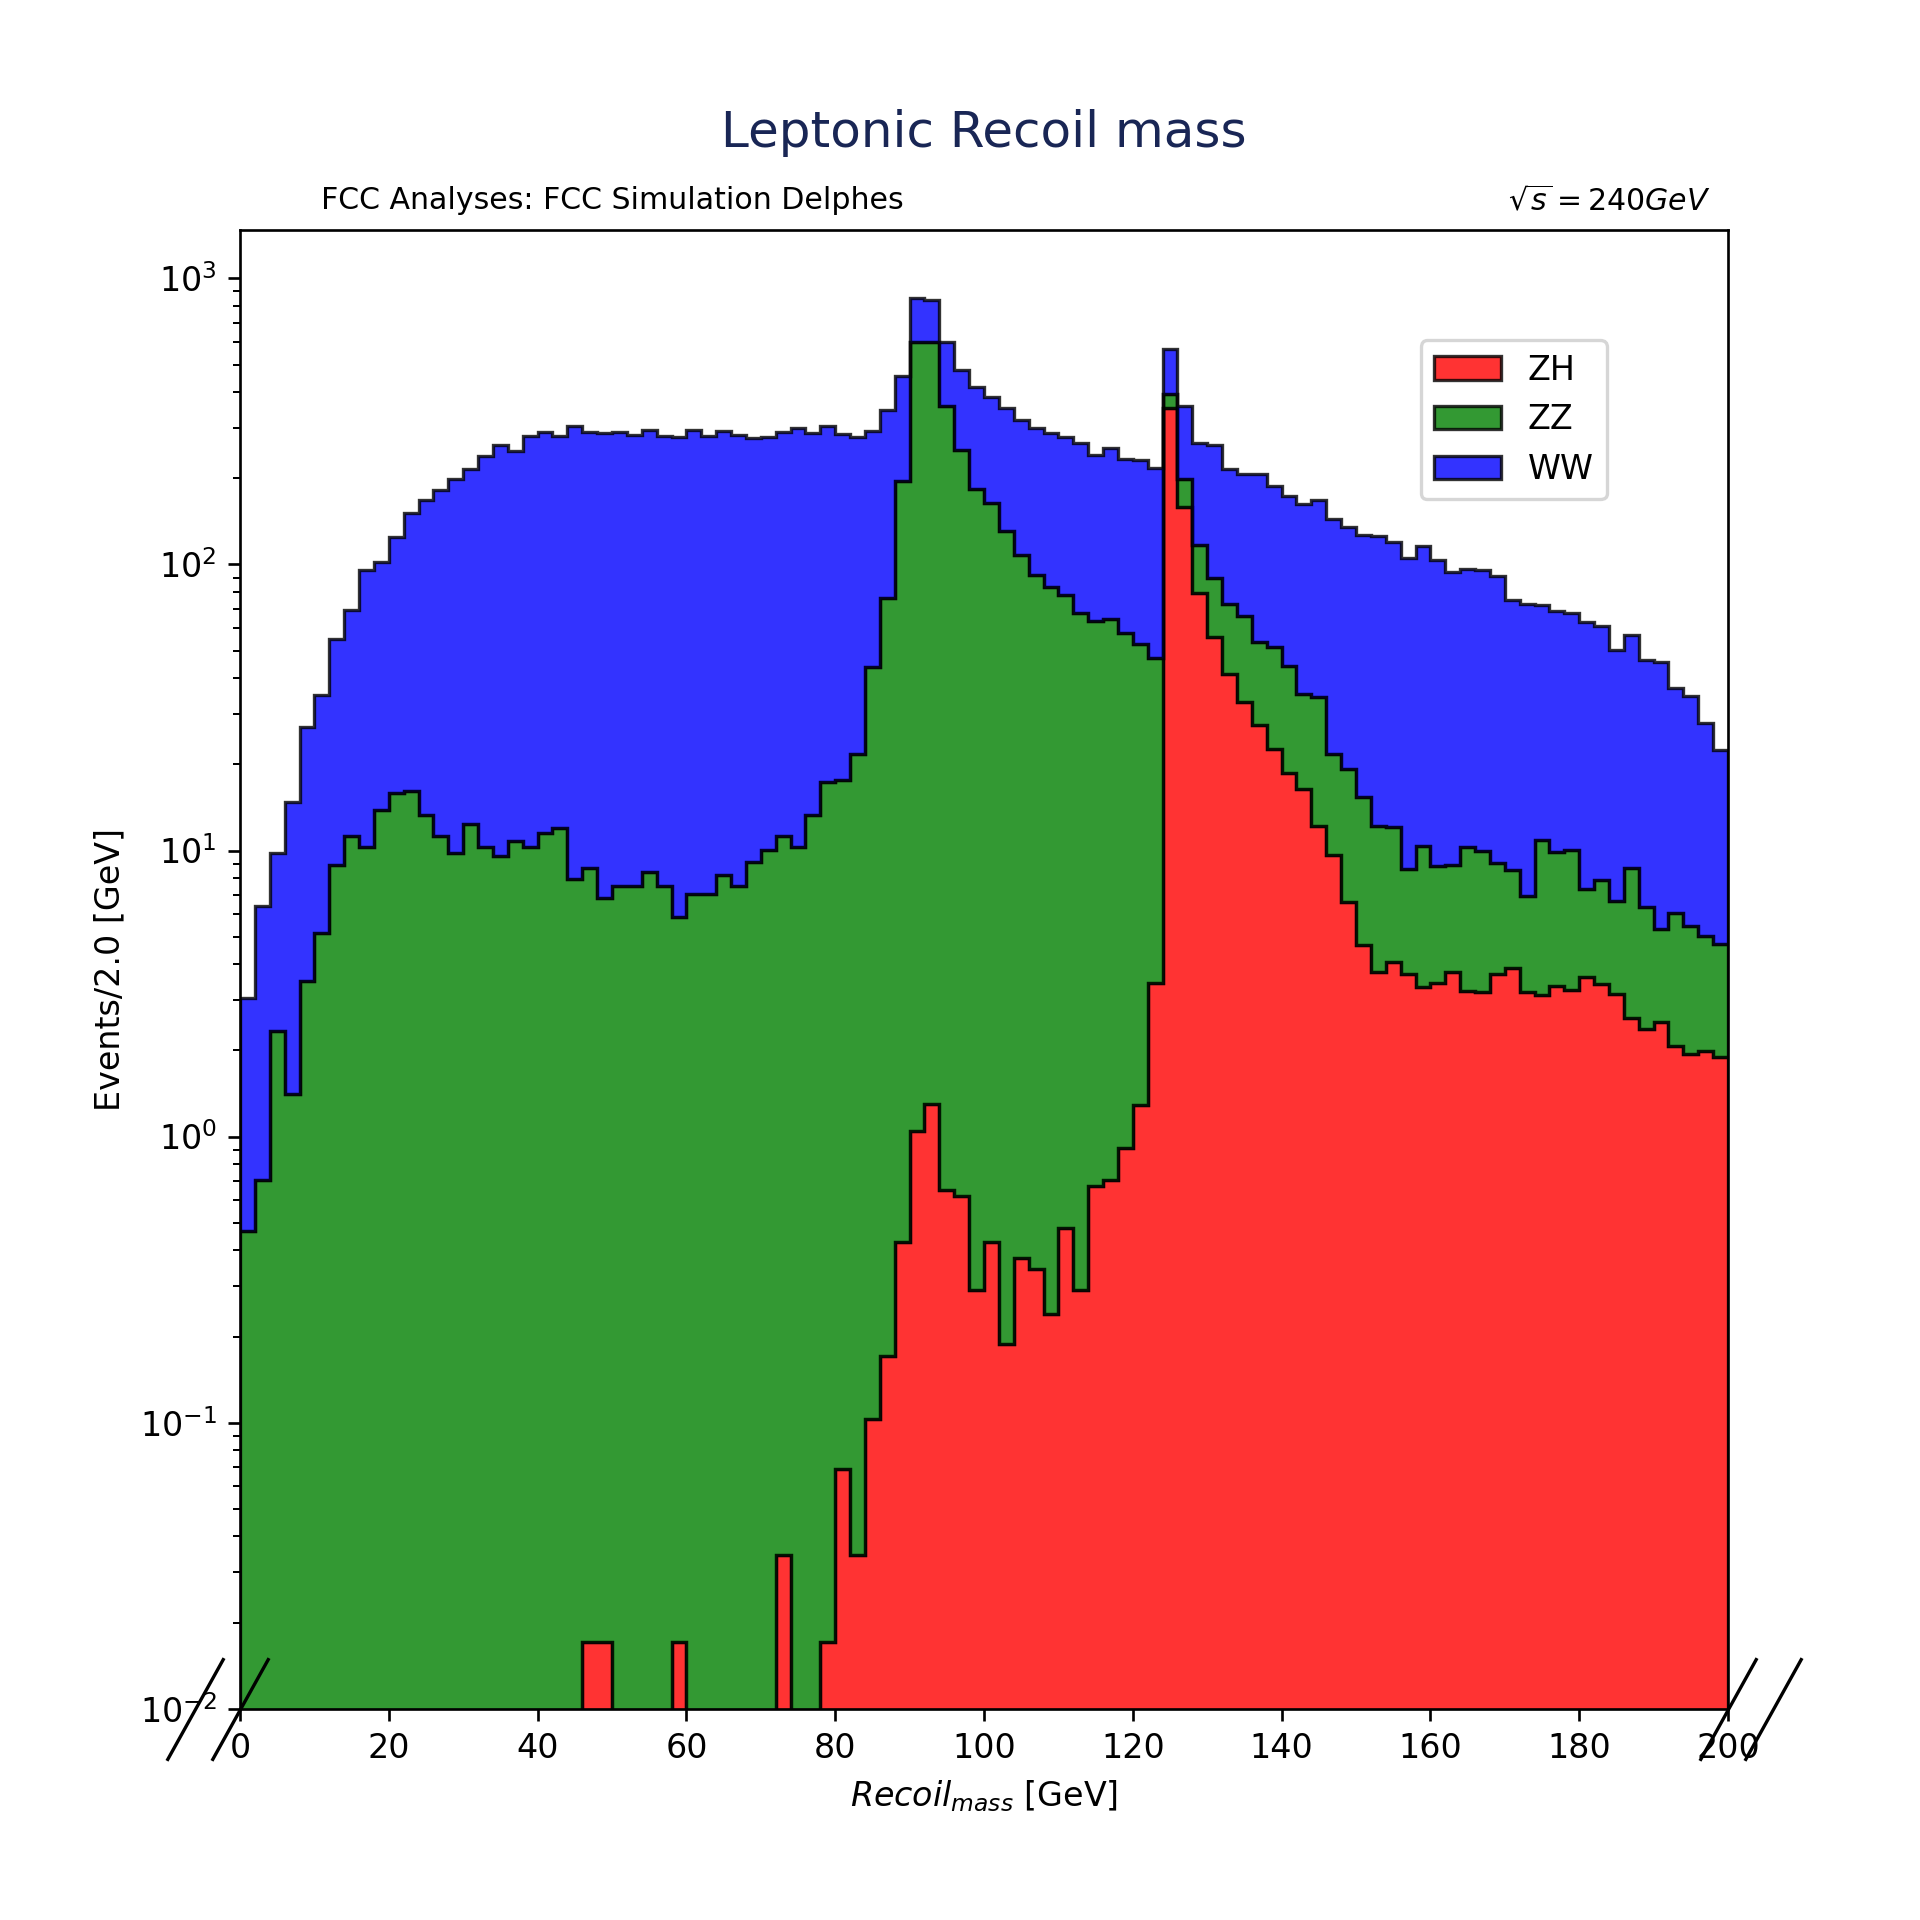 Leptonic Recoil mass
FCC Analyses: FCC Simulation Delphes
√s = 240GeV
10³
10²
10¹
10⁰
10⁻¹
10⁻²
Events/2.0 [GeV]
ZH
ZZ
WW
0 20 40 60 80 100 120 140 160 180 200
Recoil_mass [GeV]